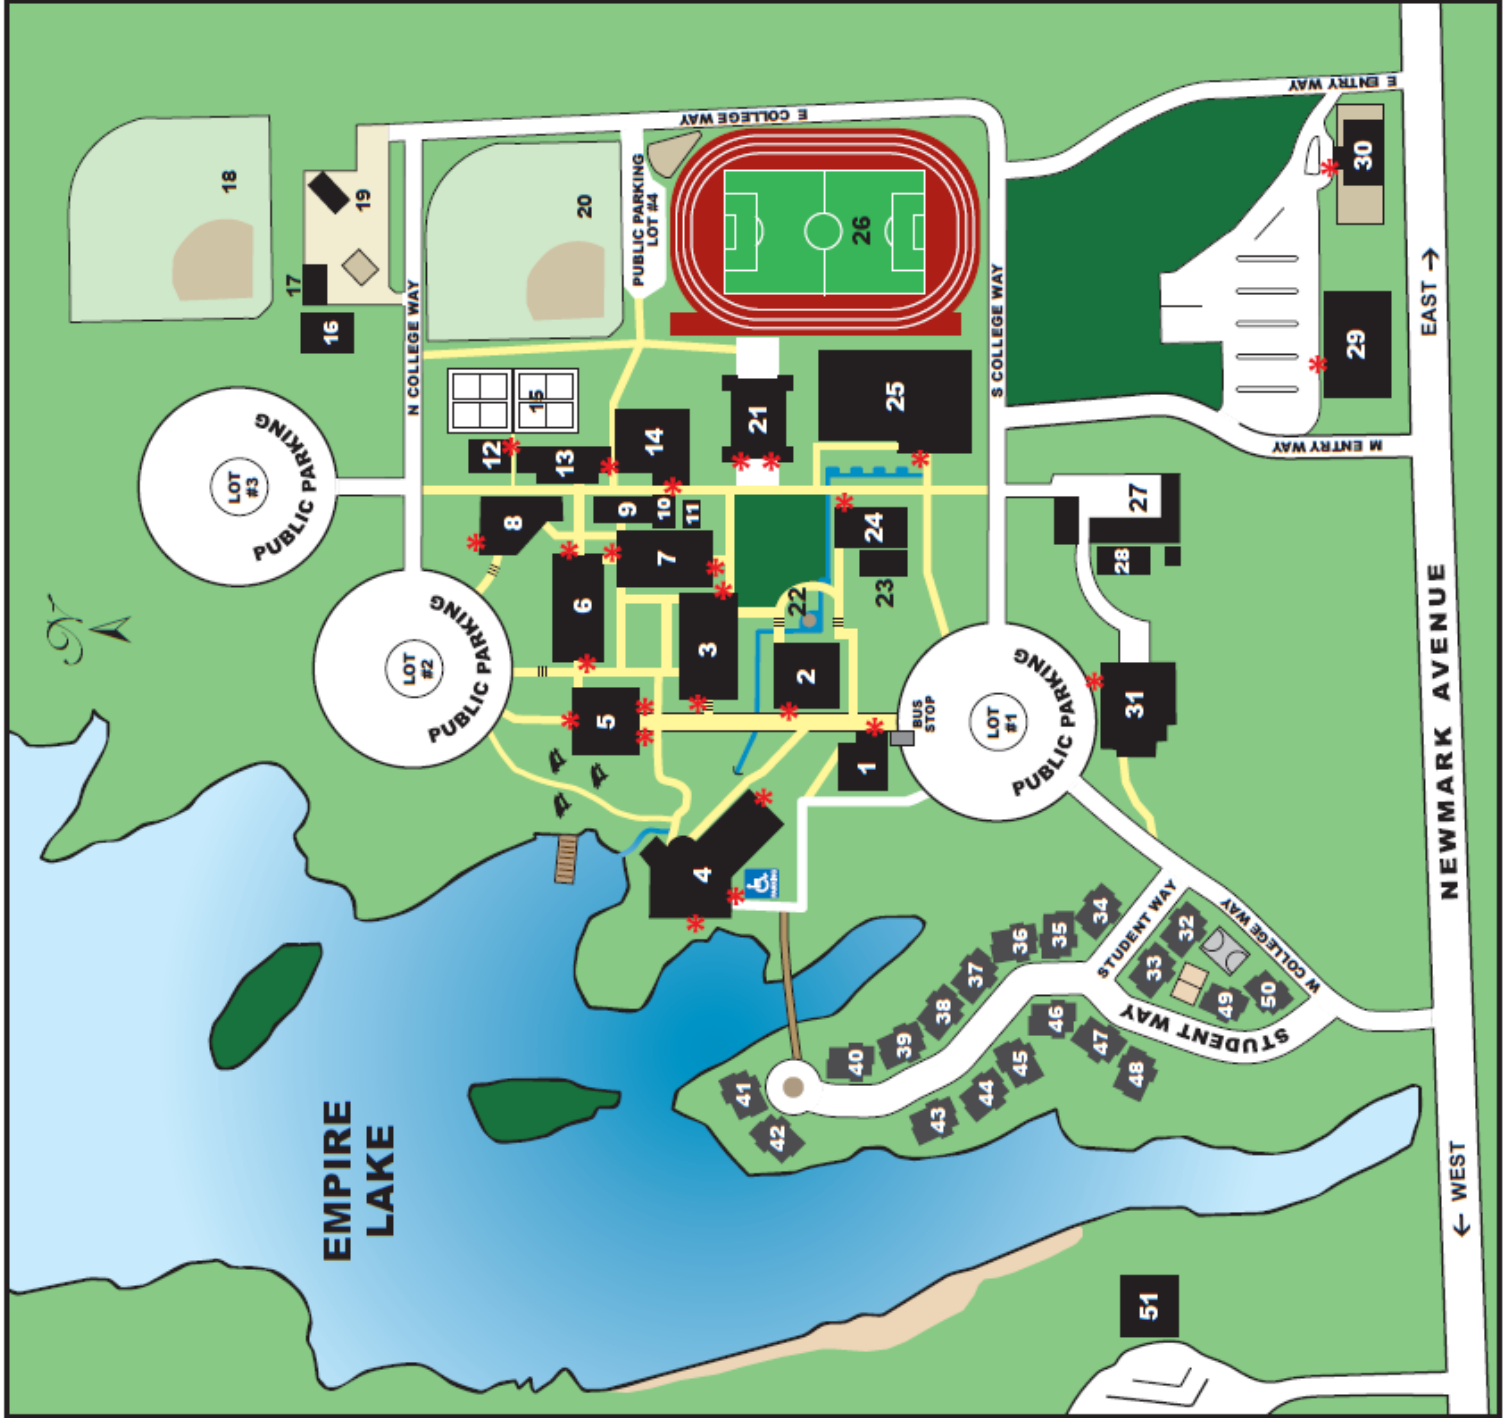 E ENTRY WAY
E COLLEGE WAY
30
18
19
20
PUBLIC PARKING
LOT #4
26
17
16
N COLLEGE WAY
S COLLEGE WAY
EAST →
29
15
25
21
14
12
13
M ENTRY WAY
PUBLIC PARKING
LOT
#3
8
9
10
11
24
27
7
28
N
6
22
23
PUBLIC PARKING
LOT
#2
3
2
5
1
BUS
STOP
PUBLIC PARKING
LOT
#1
31
NEWMARK AVENUE
4
PARKING
STUDENT WAY
W COLLEGE WAY
34
35
36
37
38
39
40
41
42
43
44
45
46
47
48
32
33
49
50
STUDENT WAY
EMPIRE
LAKE
← WEST
51